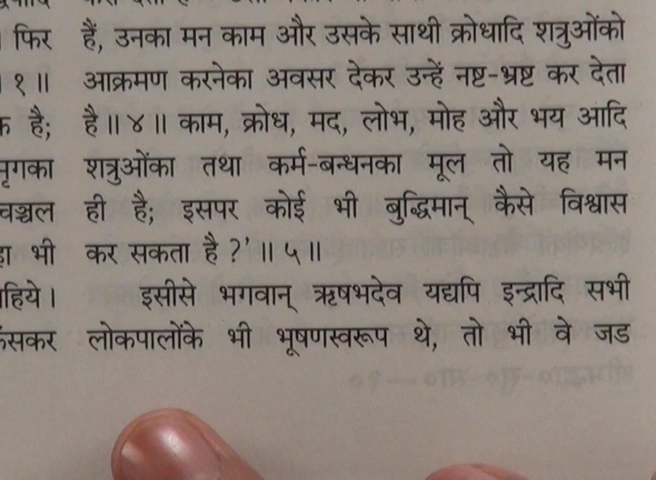 फिर हैं, उनका मन काम और उसके साथी क्रोधादि शत्रुओंको
१ ॥ आक्रमण करनेका अवसर देकर उन्हें नष्ट-भ्रष्ट कर देता
है; है ॥ ४ ॥ काम, क्रोध, मद, लोभ, मोह और भय आदि
शत्रुओंका तथा कर्म-बन्धनका मूल तो यह मन
ही है; इसपर कोई भी बुद्धिमान् कैसे विश्वास
भी कर सकता है ?’ ॥ ५ ॥
इसीसे भगवान् ऋषभदेव यद्यपि इन्द्रादि सभी
लोकपालोंके भी भूषणस्वरूप थे, तो भी वे जड